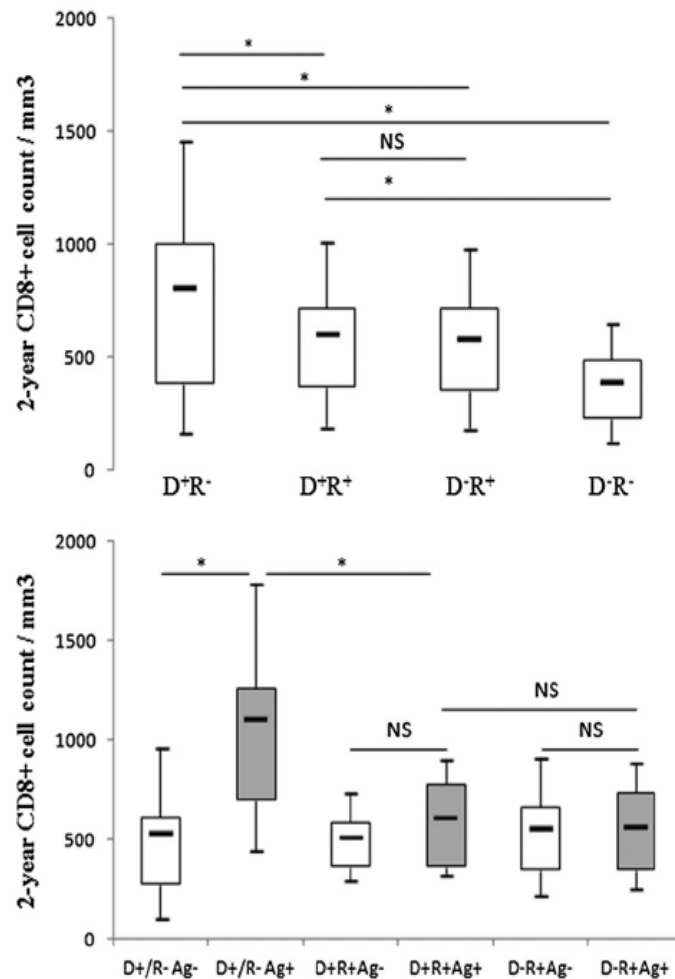 2000
*
*
*
1500
NS
*
1000
500
0
2-year CD8+ cell count / mm3
D⁺R⁻
D⁺R⁺
D⁻R⁺
D⁻R⁻
2000
*
*
1500
NS
NS
NS
1000
500
0
2-year CD8+ cell count / mm3
D+/R- Ag-
D+/R- Ag+
D+R+Ag-
D+R+Ag+
D-R+Ag-
D-R+Ag+